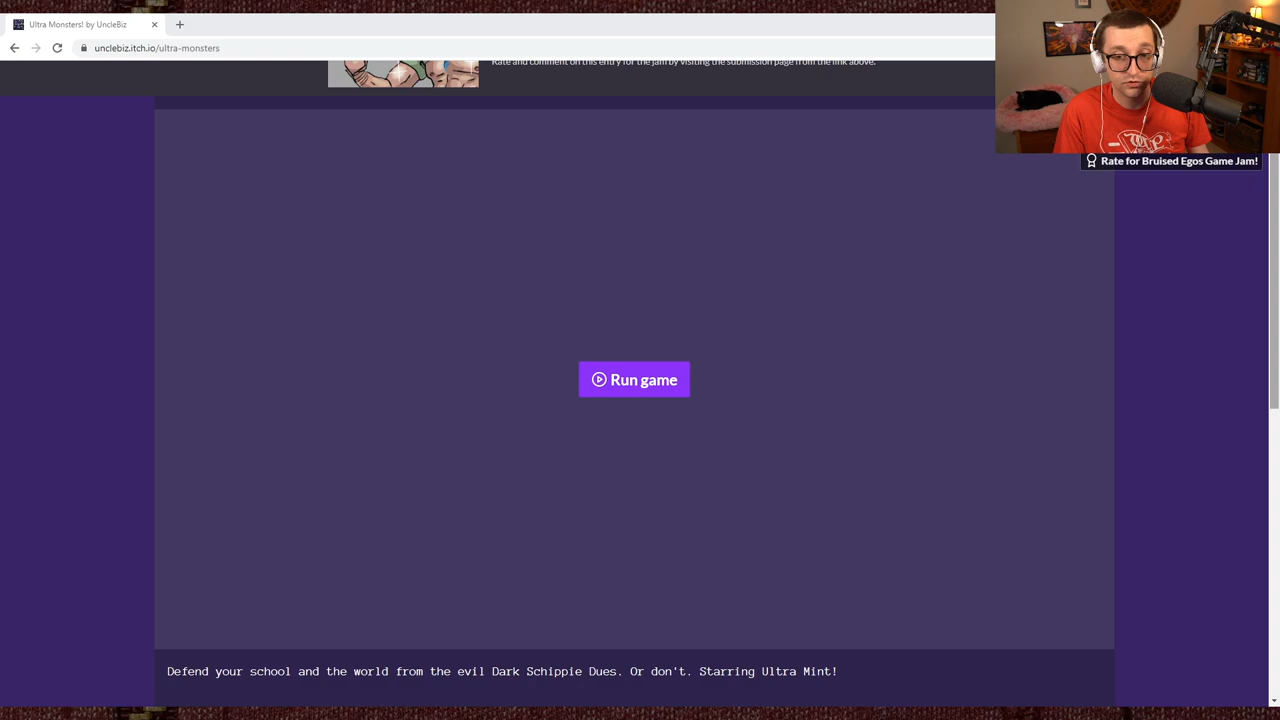 Ultra Monsters! by UncleBiz
unclebiz.itch.io/ultra-monsters
Rate and comment on this entry for the jam by visiting the submission page from the link above.
Rate for Bruised Egos Game Jam!
Run game
Defend your school and the world from the evil Dark Schippie Dues. Or don't. Starring Ultra Mint!